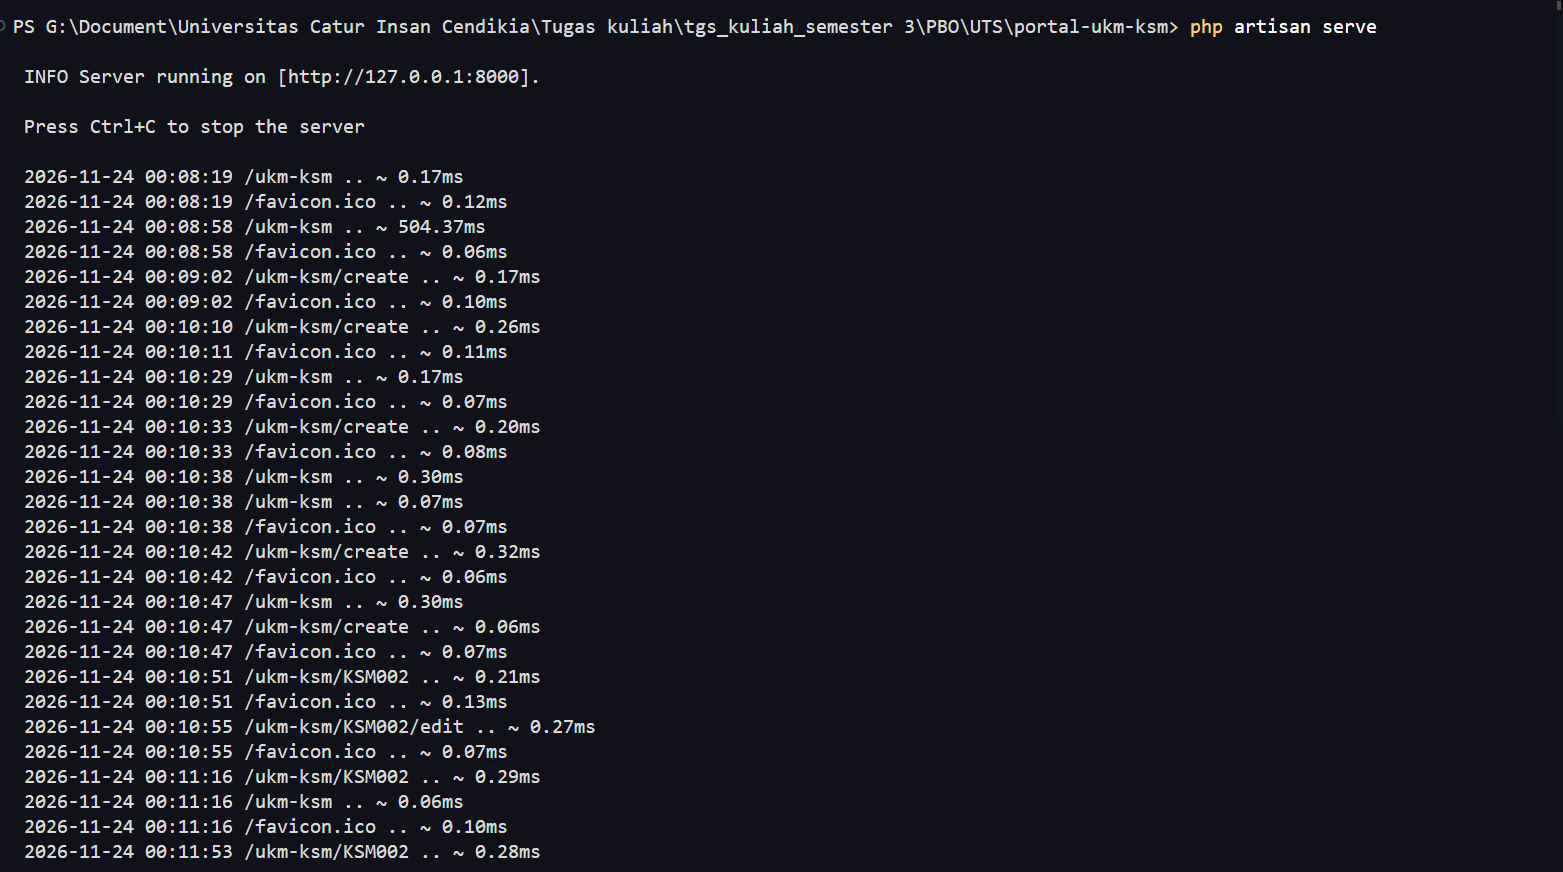 PS G:\Document\Universitas Catur Insan Cendikia\Tugas kuliah\tgs_kuliah_semester 3\PBO\UTS\portal-ukm-ksm> php artisan serve
INFO Server running on [http://127.0.0.1:8000].
Press Ctrl+C to stop the server
2026-11-24 00:08:19 /ukm-ksm .. ~ 0.17ms
2026-11-24 00:08:19 /favicon.ico .. ~ 0.12ms
2026-11-24 00:08:58 /ukm-ksm .. ~ 504.37ms
2026-11-24 00:08:58 /favicon.ico .. ~ 0.06ms
2026-11-24 00:09:02 /ukm-ksm/create .. ~ 0.17ms
2026-11-24 00:09:02 /favicon.ico .. ~ 0.10ms
2026-11-24 00:10:10 /ukm-ksm/create .. ~ 0.26ms
2026-11-24 00:10:11 /favicon.ico .. ~ 0.11ms
2026-11-24 00:10:29 /ukm-ksm .. ~ 0.17ms
2026-11-24 00:10:29 /favicon.ico .. ~ 0.07ms
2026-11-24 00:10:33 /ukm-ksm/create .. ~ 0.20ms
2026-11-24 00:10:33 /favicon.ico .. ~ 0.08ms
2026-11-24 00:10:38 /ukm-ksm .. ~ 0.30ms
2026-11-24 00:10:38 /ukm-ksm .. ~ 0.07ms
2026-11-24 00:10:38 /favicon.ico .. ~ 0.07ms
2026-11-24 00:10:42 /ukm-ksm/create .. ~ 0.32ms
2026-11-24 00:10:42 /favicon.ico .. ~ 0.06ms
2026-11-24 00:10:47 /ukm-ksm .. ~ 0.30ms
2026-11-24 00:10:47 /ukm-ksm/create .. ~ 0.06ms
2026-11-24 00:10:47 /favicon.ico .. ~ 0.07ms
2026-11-24 00:10:51 /ukm-ksm/KSM002 .. ~ 0.21ms
2026-11-24 00:10:51 /favicon.ico .. ~ 0.13ms
2026-11-24 00:10:55 /ukm-ksm/KSM002/edit .. ~ 0.27ms
2026-11-24 00:10:55 /favicon.ico .. ~ 0.07ms
2026-11-24 00:11:16 /ukm-ksm/KSM002 .. ~ 0.29ms
2026-11-24 00:11:16 /ukm-ksm .. ~ 0.06ms
2026-11-24 00:11:16 /favicon.ico .. ~ 0.10ms
2026-11-24 00:11:53 /ukm-ksm/KSM002 .. ~ 0.28ms